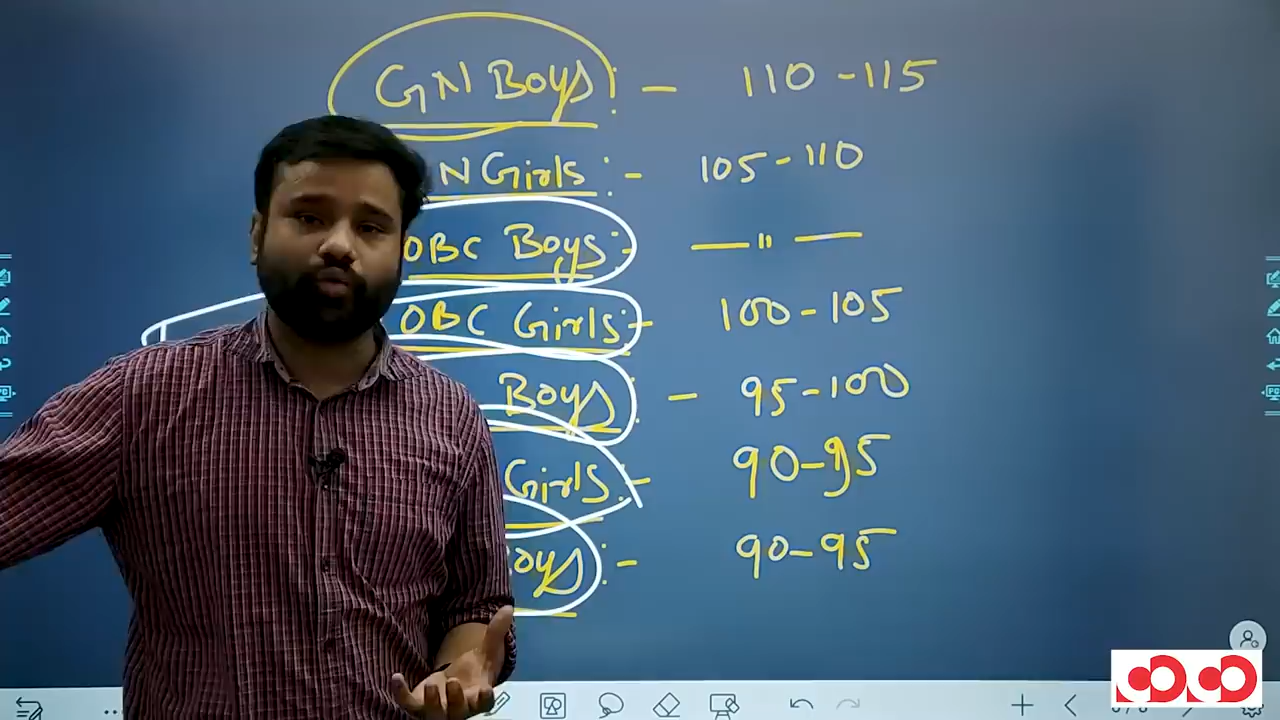 GN Boys :- 110 - 115
N Girls :- 105 - 110
OBC Boys :- — " —
OBC Girls :- 100 - 105
Boys :- 95 - 100
Girls :- 90 - 95
oys :- 90 - 95